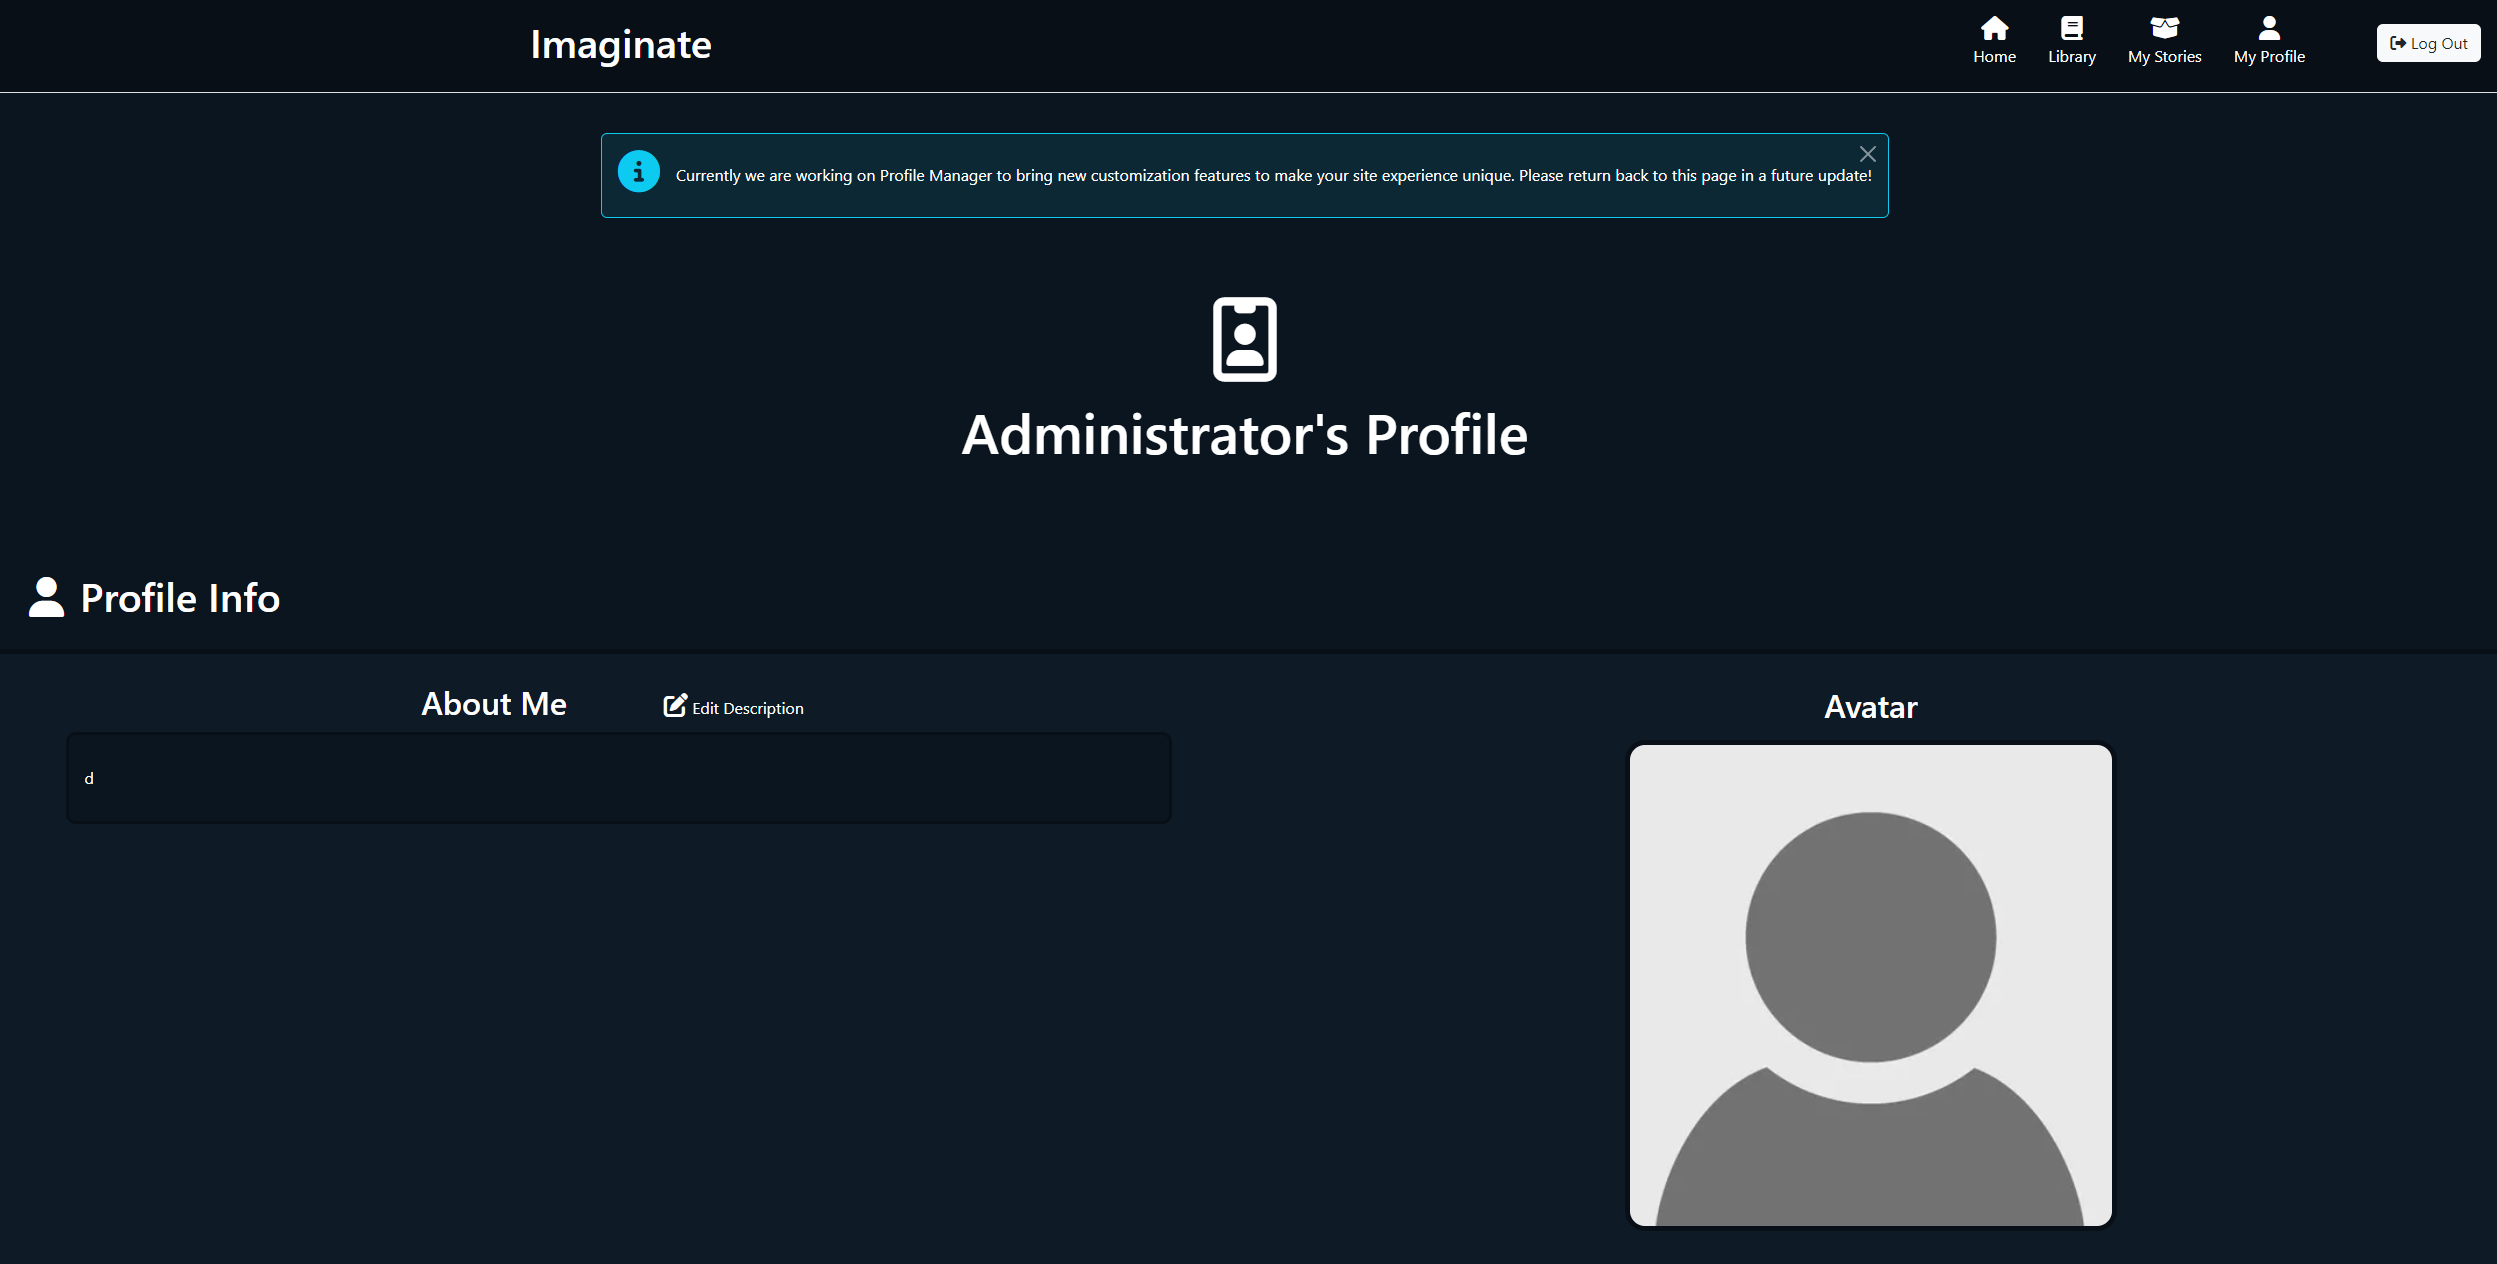 Imaginate
Home
Library
My Stories
My Profile
Log Out
Currently we are working on Profile Manager to bring new customization features to make your site experience unique. Please return back to this page in a future update!
Administrator's Profile
Profile Info
About Me
Edit Description
d
Avatar